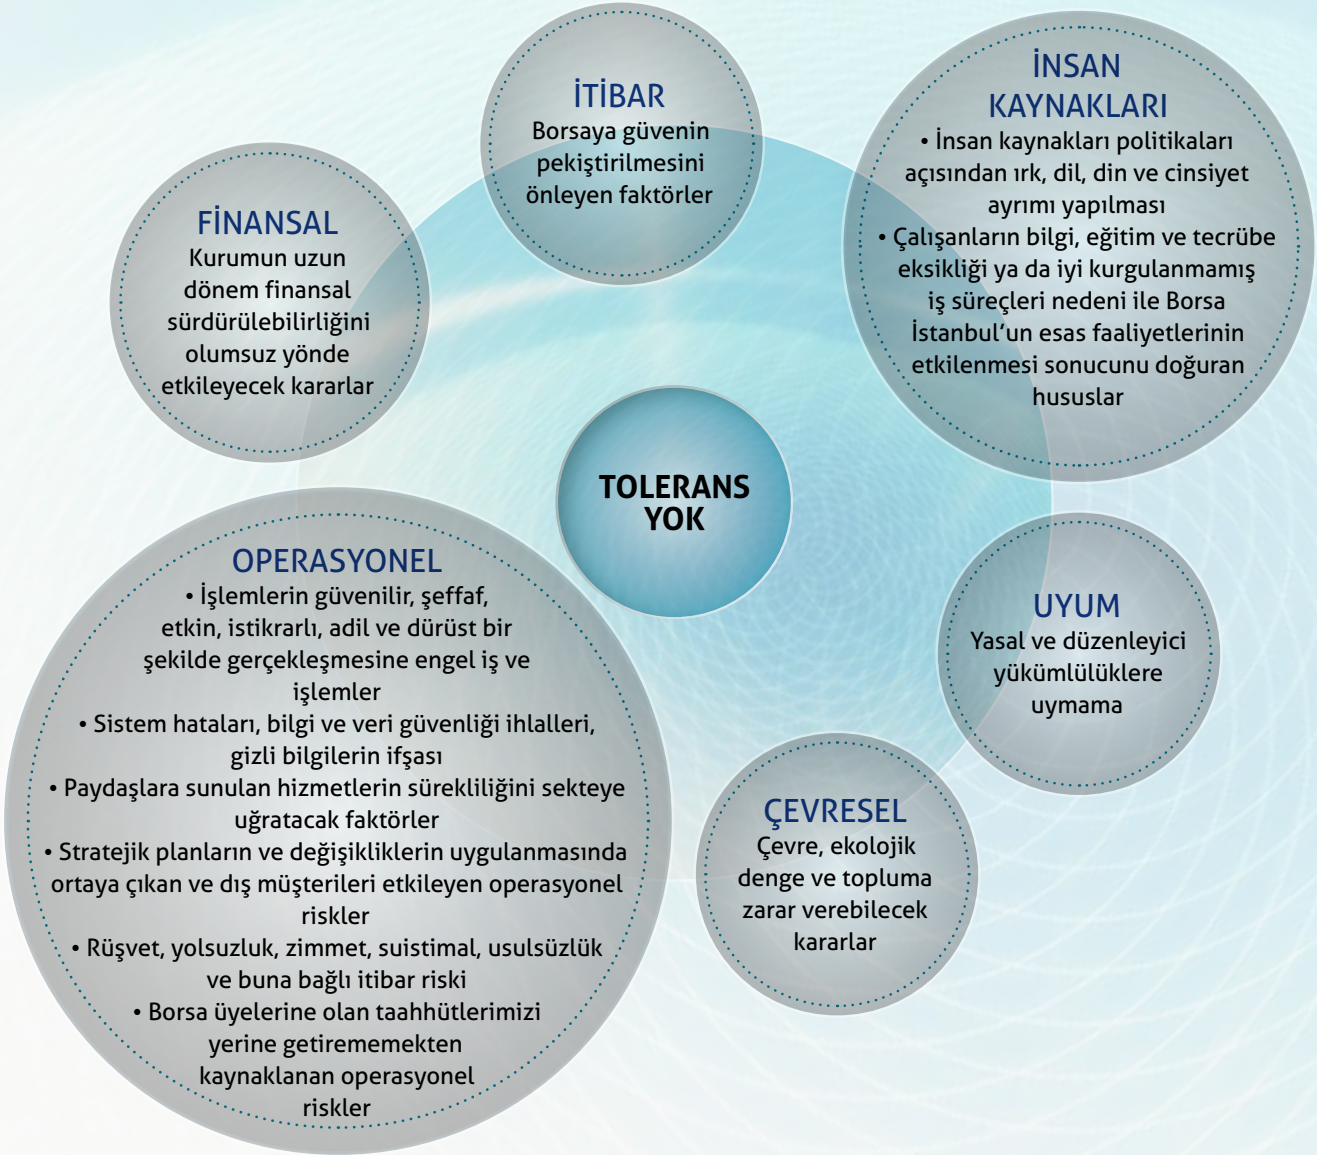 İTİBAR
Borsaya güvenin
pekiştirilmesini
önleyen faktörler
İNSAN
KAYNAKLARI
• İnsan kaynakları politikaları
açısından ırk, dil, din ve cinsiyet
ayrımı yapılması
• Çalışanların bilgi, eğitim ve tecrübe
eksikliği ya da iyi kurgulanmamış
iş süreçleri nedeni ile Borsa
İstanbul’un esas faaliyetlerinin
etkilenmesi sonucunu doğuran
hususlar
FİNANSAL
Kurumun uzun
dönem finansal
sürdürülebilirliğini
olumsuz yönde
etkileyecek kararlar
TOLERANS
YOK
OPERASYONEL
• İşlemlerin güvenilir, şeffaf,
etkin, istikrarlı, adil ve dürüst bir
şekilde gerçekleşmesine engel iş ve
işlemler
• Sistem hataları, bilgi ve veri güvenliği ihlalleri,
gizli bilgilerin ifşası
• Paydaşlara sunulan hizmetlerin sürekliliğini sekteye
uğratacak faktörler
• Stratejik planların ve değişikliklerin uygulanmasında
ortaya çıkan ve dış müşterileri etkileyen operasyonel
riskler
• Rüşvet, yolsuzluk, zimmet, suistimal, usulsüzlük
ve buna bağlı itibar riski
• Borsa üyelerine olan taahhütlerimizi
yerine getirememekten
kaynaklanan operasyonel
riskler
UYUM
Yasal ve düzenleyici
yükümlülüklere
uymama
ÇEVRESEL
Çevre, ekolojik
denge ve topluma
zarar verebilecek
kararlar